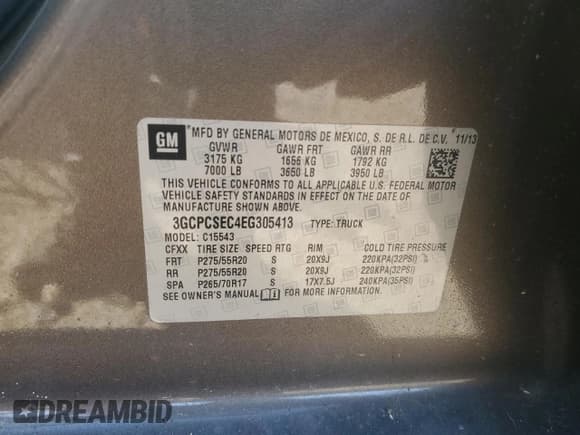 GM
*MFD BY GENERAL MOTORS DE MEXICO, S. DE R.L. DE C.V.* 11/13
GVWR GAWR FRT GAWR RR
3175 KG 1656 KG 1792 KG
7000 LB 3650 LB 3950 LB
THIS VEHICLE CONFORMS TO ALL APPLICABLE U.S. FEDERAL MOTOR
VEHICLE SAFETY STANDARDS IN EFFECT ON THE DATE OF
MANUFACTURE SHOWN ABOVE.
3GCPCSEC4EG305413 TYPE: TRUCK
MODEL: C15543
CFXX TIRE SIZE SPEED RTG RIM COLD TIRE PRESSURE
FRT P275/55R20 S 20X9J 220KPA(32PSI)
RR P275/55R20 S 20X9J 220KPA(32PSI)
SPA P265/70R17 S 17X7.5J 240KPA(35PSI)
SEE OWNER'S MANUAL FOR MORE INFORMATION.
DREAMBID